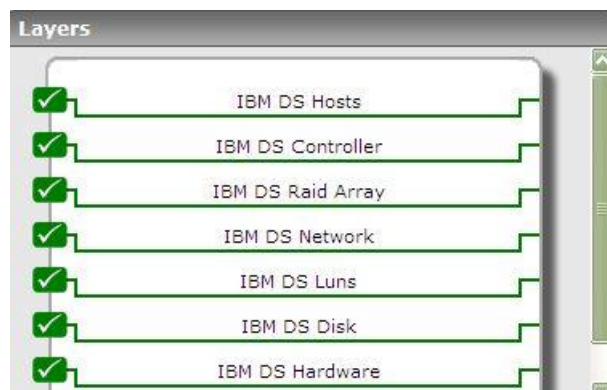 Layers
IBM DS Hosts
IBM DS Controller
IBM DS Raid Array
IBM DS Network
IBM DS Luns
IBM DS Disk
IBM DS Hardware